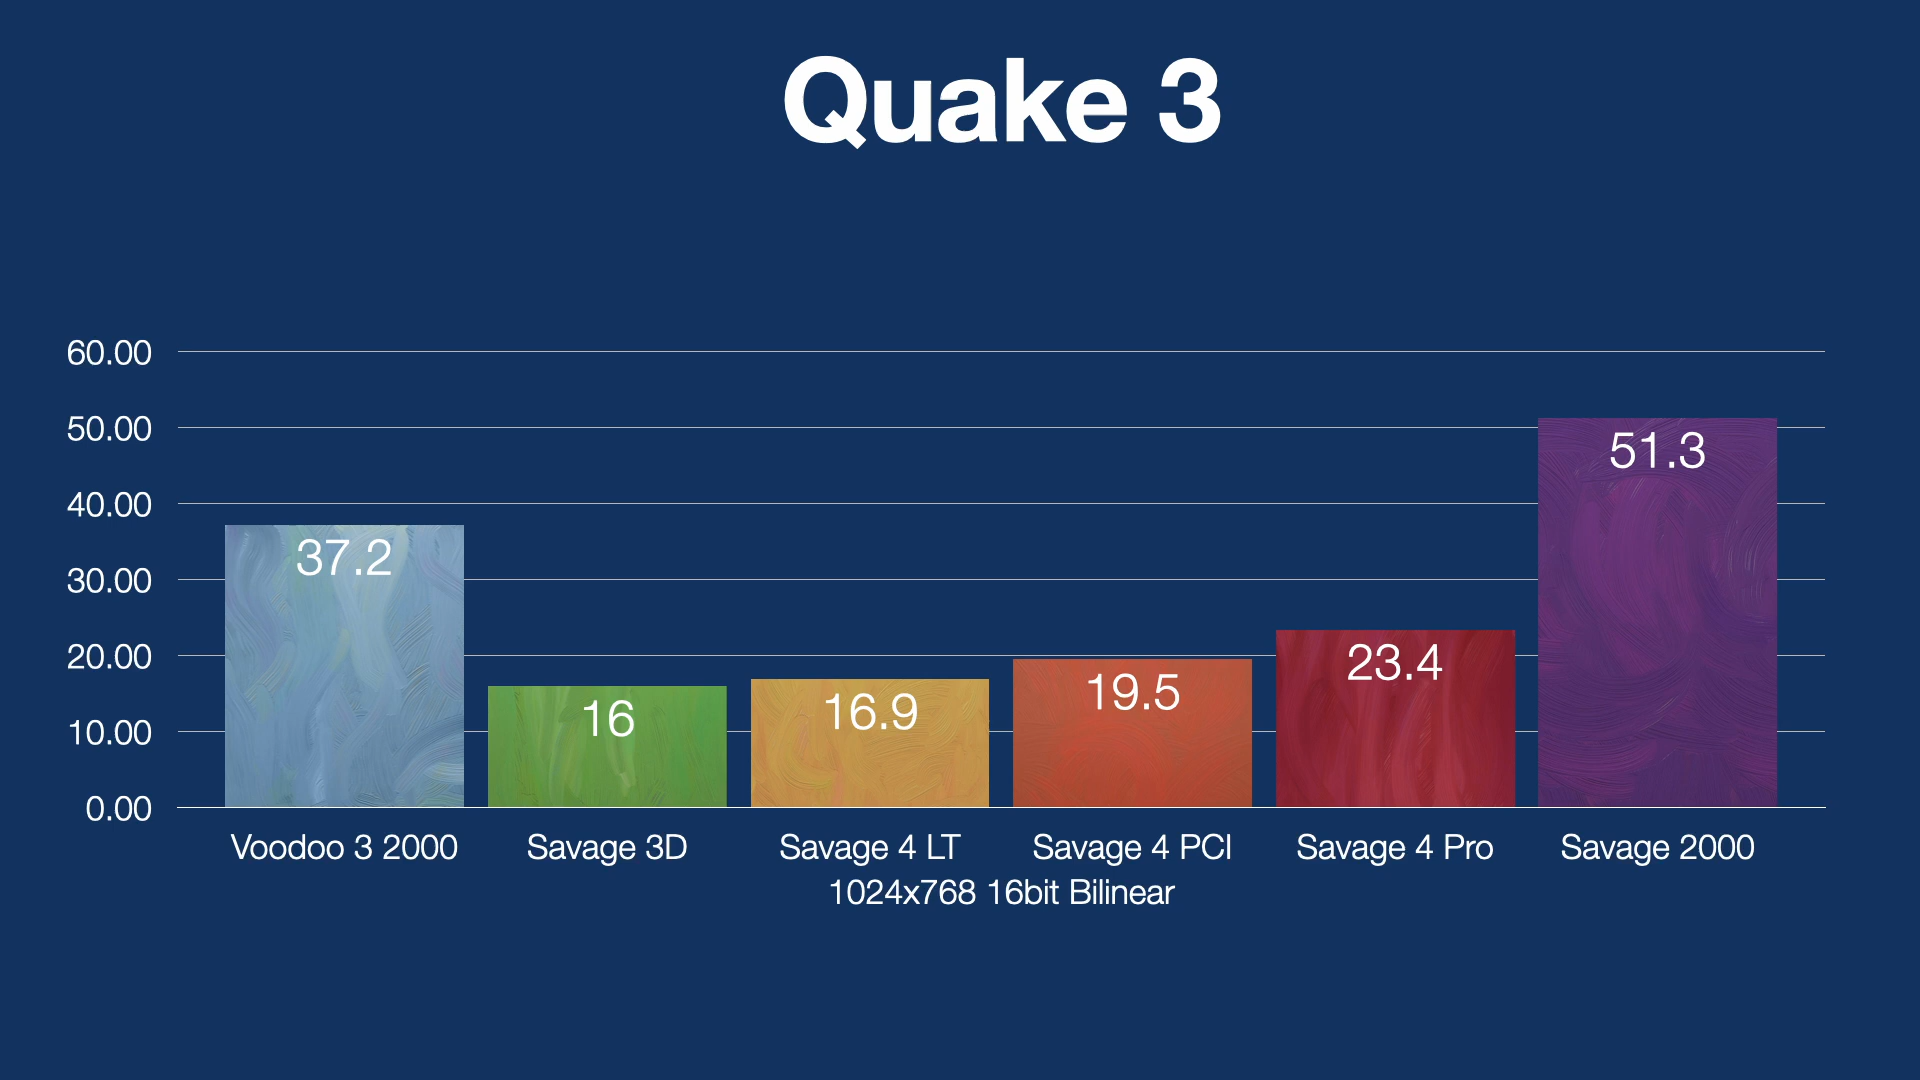 Quake 3
60.00
50.00
40.00
30.00
20.00
10.00
0.00
37.2
16
16.9
19.5
23.4
51.3
Voodoo 3 2000
Savage 3D
Savage 4 LT
Savage 4 PCI
Savage 4 Pro
Savage 2000
1024x768 16bit Bilinear